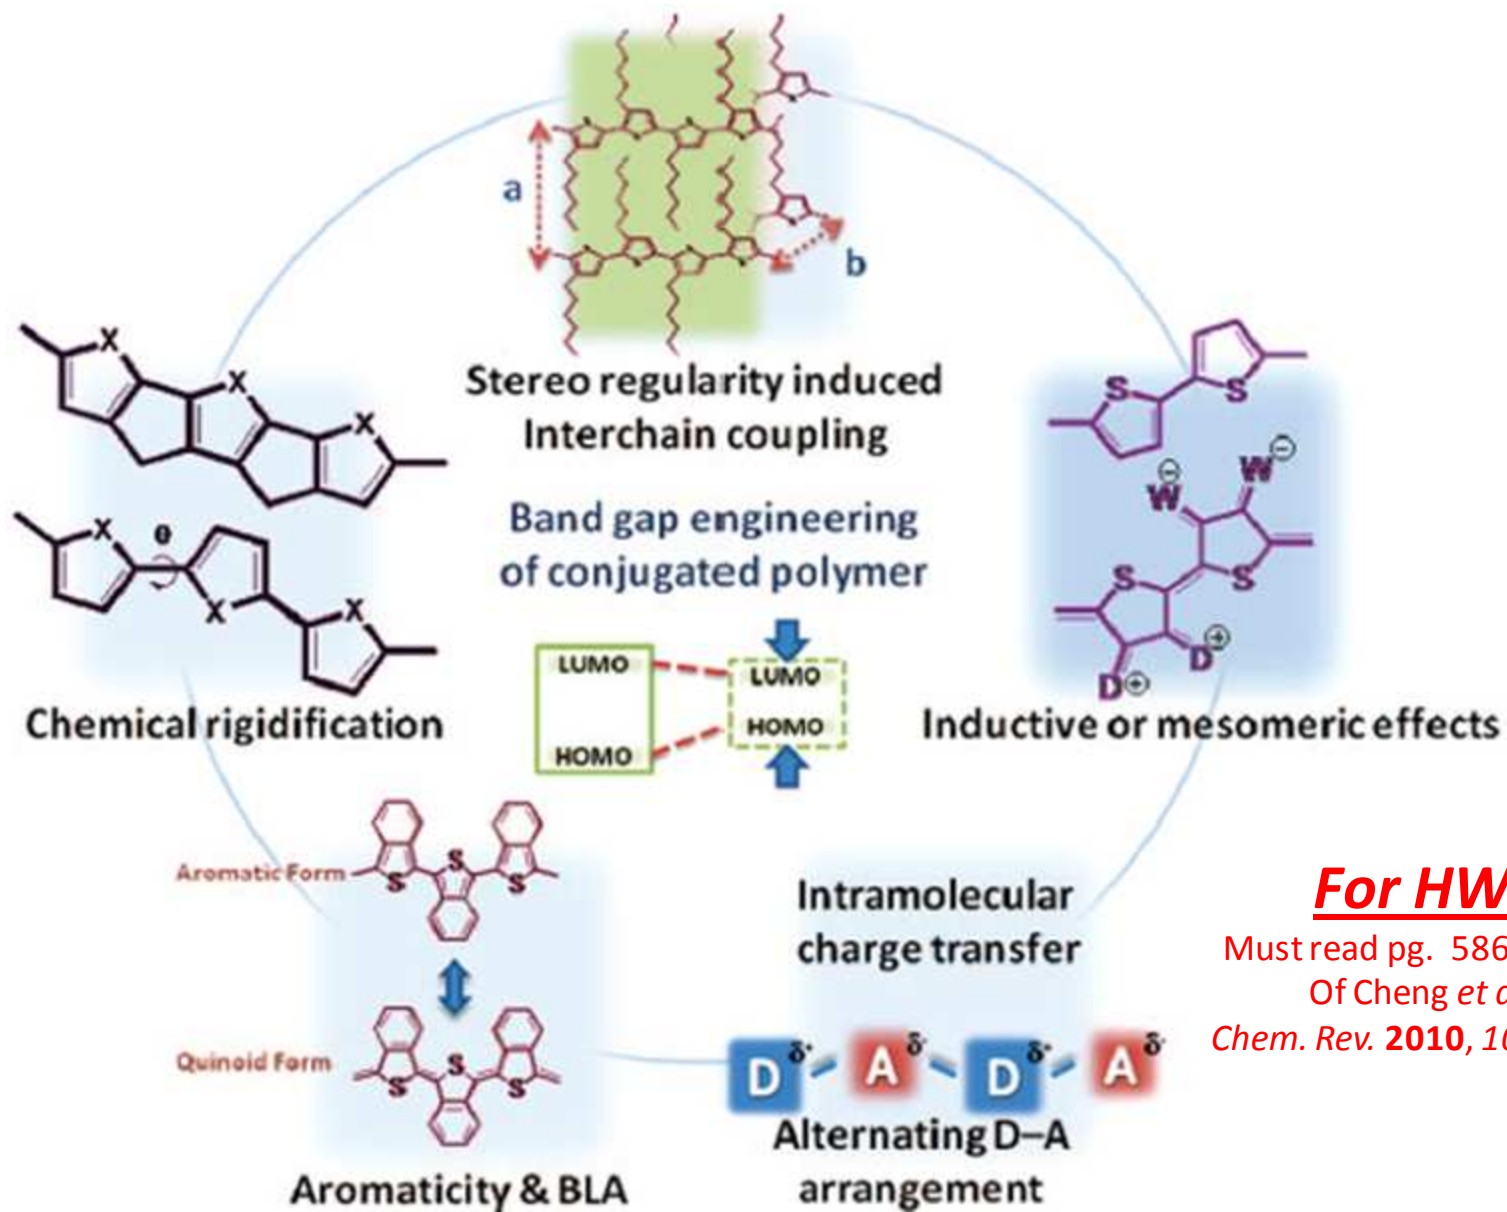 a
b
Stereo regularity induced
Interchain coupling
X
X
X
X
θ
X
X
Chemical rigidification
Band gap engineering
of conjugated polymer
LUMO
HOMO
LUMO
HOMO
S
S
W ⊖
W ⊖
S
S
D ⊕
D ⊕
Inductive or mesomeric effects
Aromatic Form
S
S
S
Quinoid Form
S
S
S
Aromaticity & BLA
Intramolecular
charge transfer
D δ+ A δ- D δ+ A δ-
Alternating D–A
arrangement
For HW
Must read pg. 586
Of Cheng et
Chem. Rev. 2010, 10